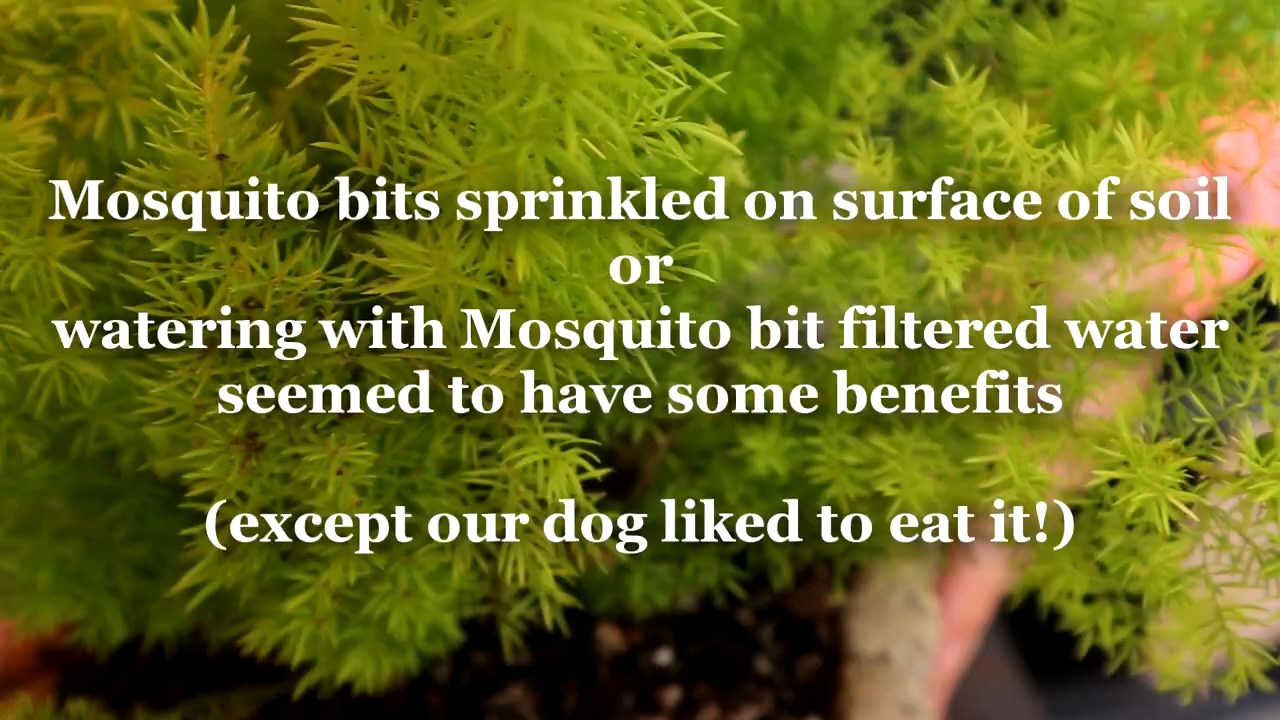 Mosquito bits sprinkled on surface of soil
or
watering with Mosquito bit filtered water
seemed to have some benefits
(except our dog liked to eat it!)